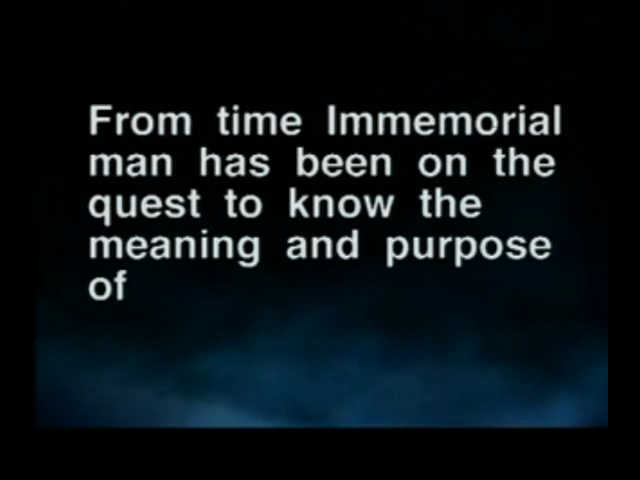 From time Immemorial
man has been on the
quest to know the
meaning and purpose
of